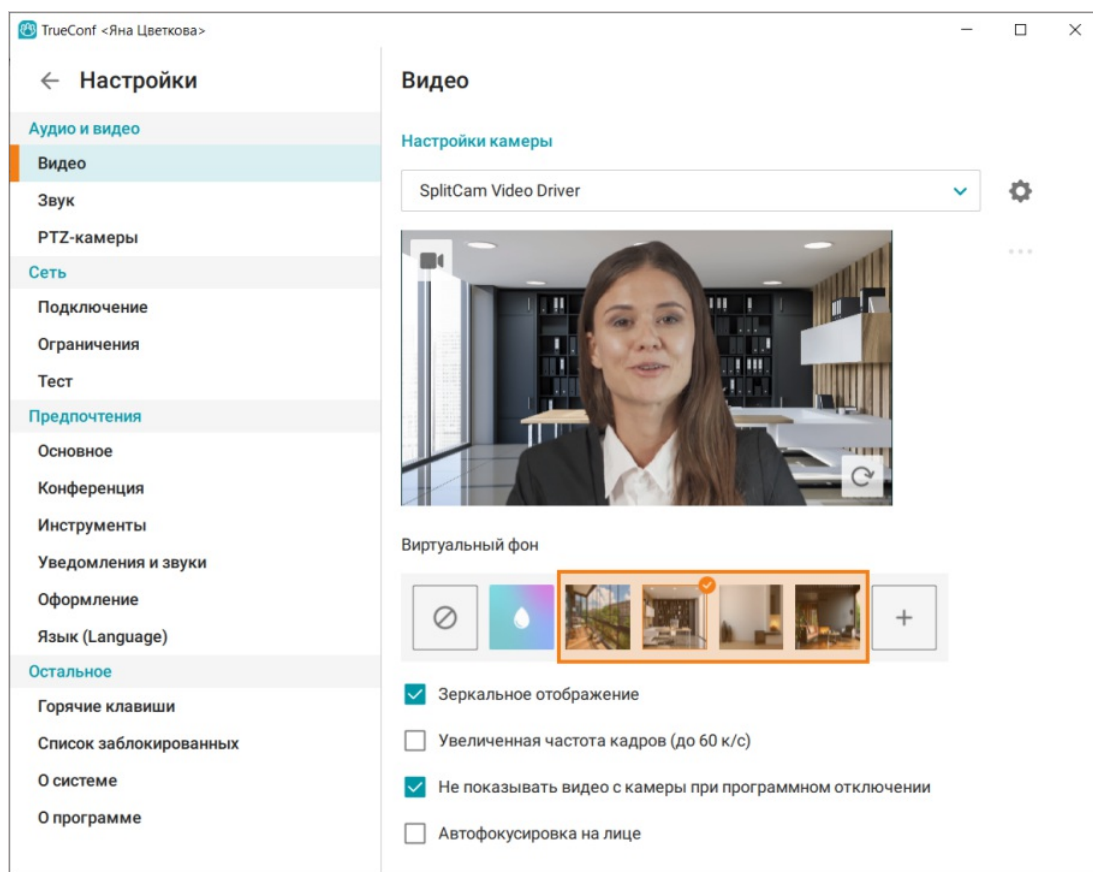 TrueConf <Яна Цветкова>
Настройки
Аудио и видео
Видео
Звук
PTZ-камеры
Сеть
Подключение
Ограничения
Тест
Предпочтения
Основное
Конференция
Инструменты
Уведомления и звуки
Оформление
Язык (Language)
Остальное
Горячие клавиши
Список заблокированных
О системе
О программе
Видео
Настройки камеры
SplitCam Video Driver
Виртуальный фон
Зеркальное отображение
Увеличенная частота кадров (до 60 к/с)
Не показывать видео с камеры при программном отключении
Автофокусировка на лице